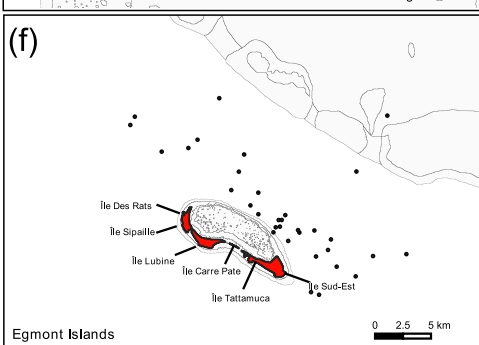 (f)
Île Des Rats
Île Sipaille
Île Lubine
Île Carre Pate
Île Tattamuca
Île Sud-Est
Egmont Islands
0 2.5 5 km